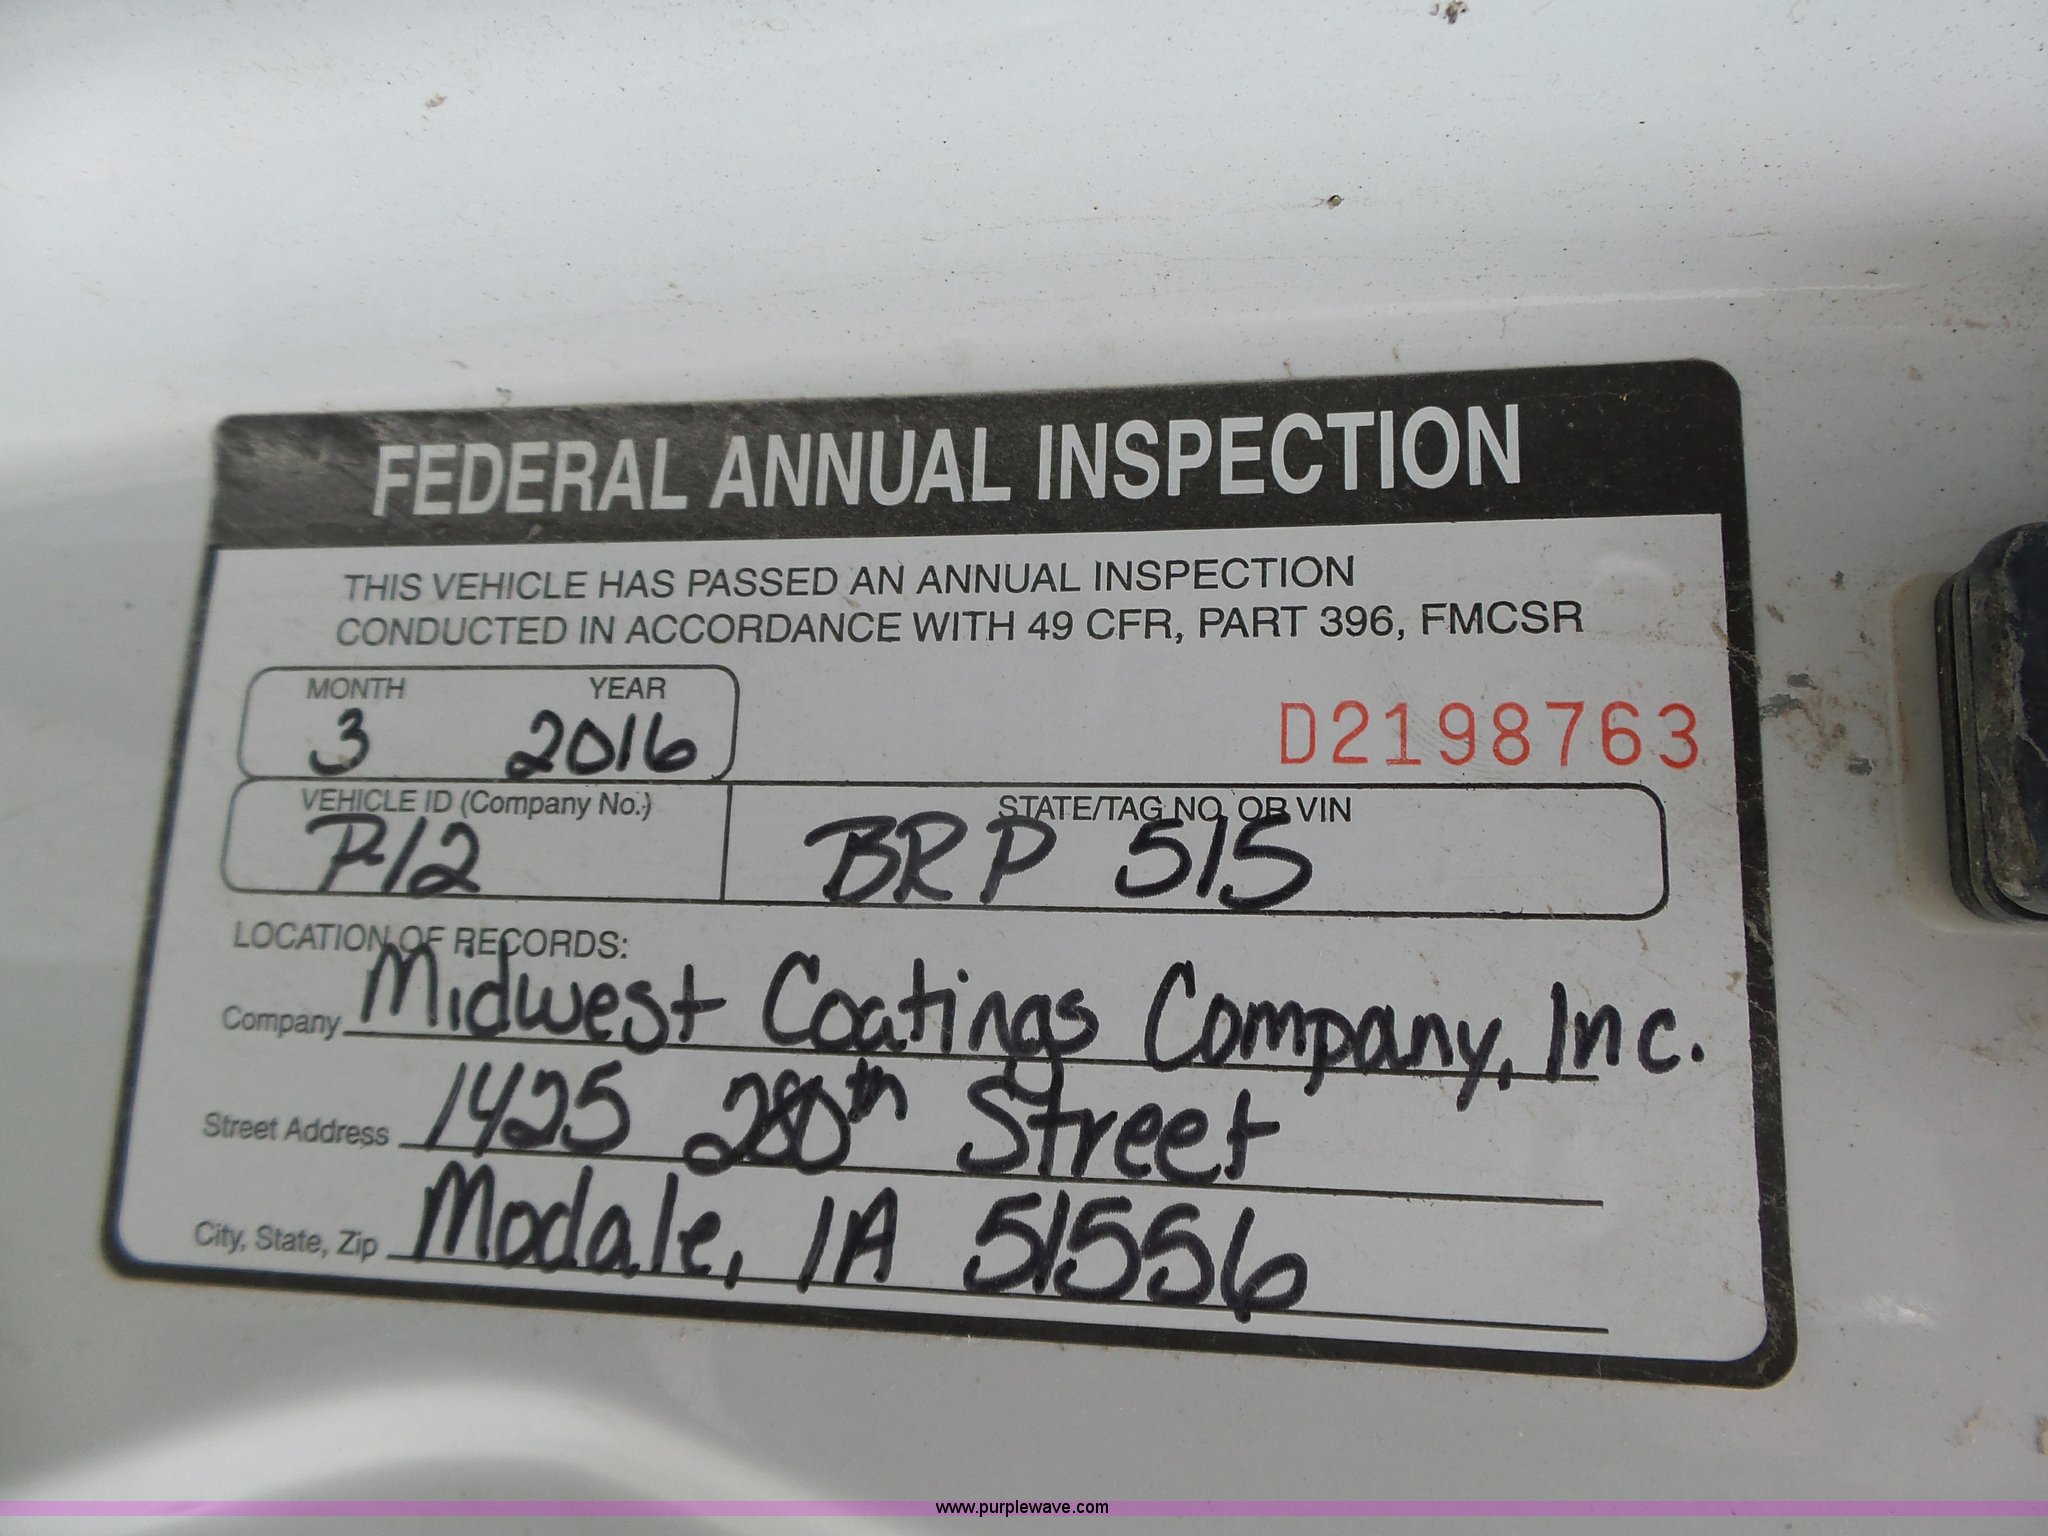 FEDERAL ANNUAL INSPECTION
THIS VEHICLE HAS PASSED AN ANNUAL INSPECTION
CONDUCTED IN ACCORDANCE WITH 49 CFR, PART 396, FMCSR
MONTH YEAR
3 2016
D2198763
VEHICLE ID (Company No.)
P-12
STATE/TAG NO. OR VIN
BRP 515
LOCATION OF RECORDS:
Company Midwest Coatings Company, Inc.
Street Address 1425 280th Street
City, State, Zip Modale, IA 51556
www.purplewave.com